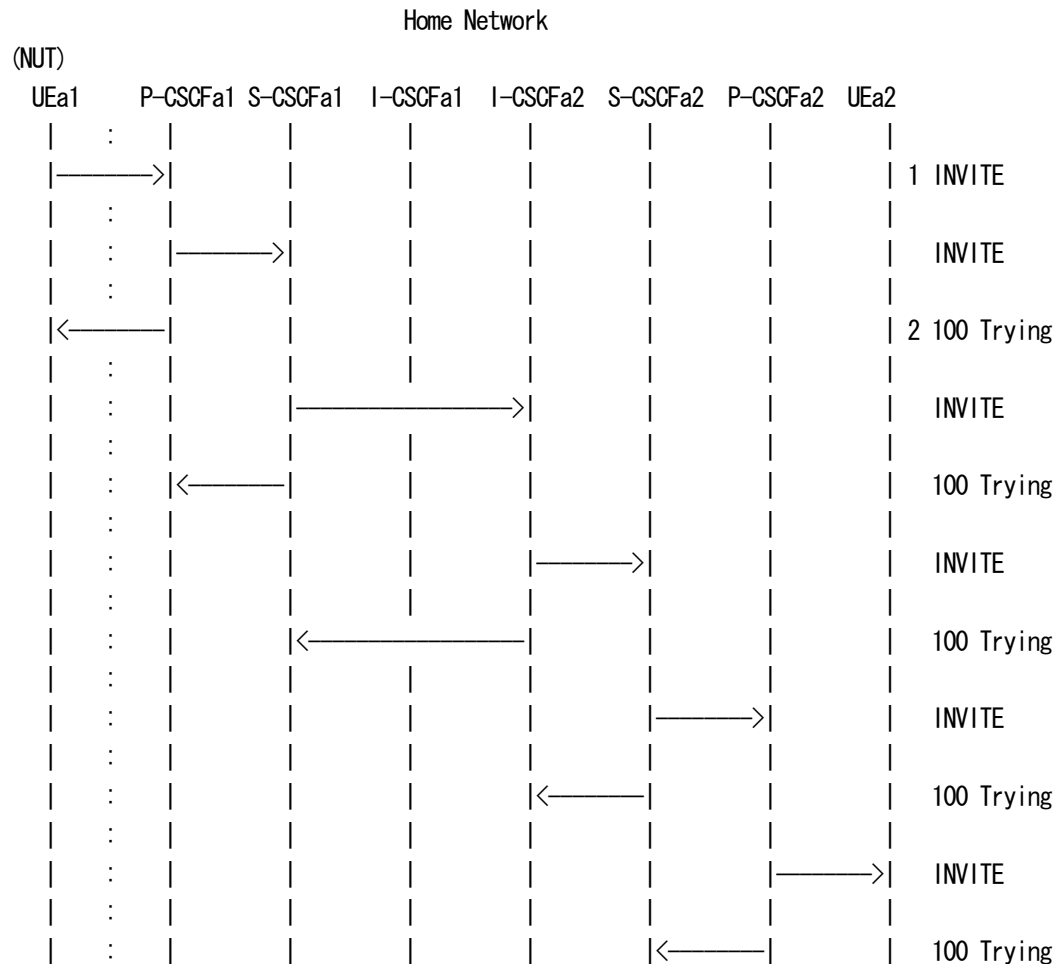 Home Network
(NUT)
UEa1 P-CSCFa1 S-CSCFa1 I-CSCFa1 I-CSCFa2 S-CSCFa2 P-CSCFa2 UEa2
1 INVITE
INVITE
2 100 Trying
INVITE
100 Trying
INVITE
100 Trying
INVITE
100 Trying
INVITE
100 Trying